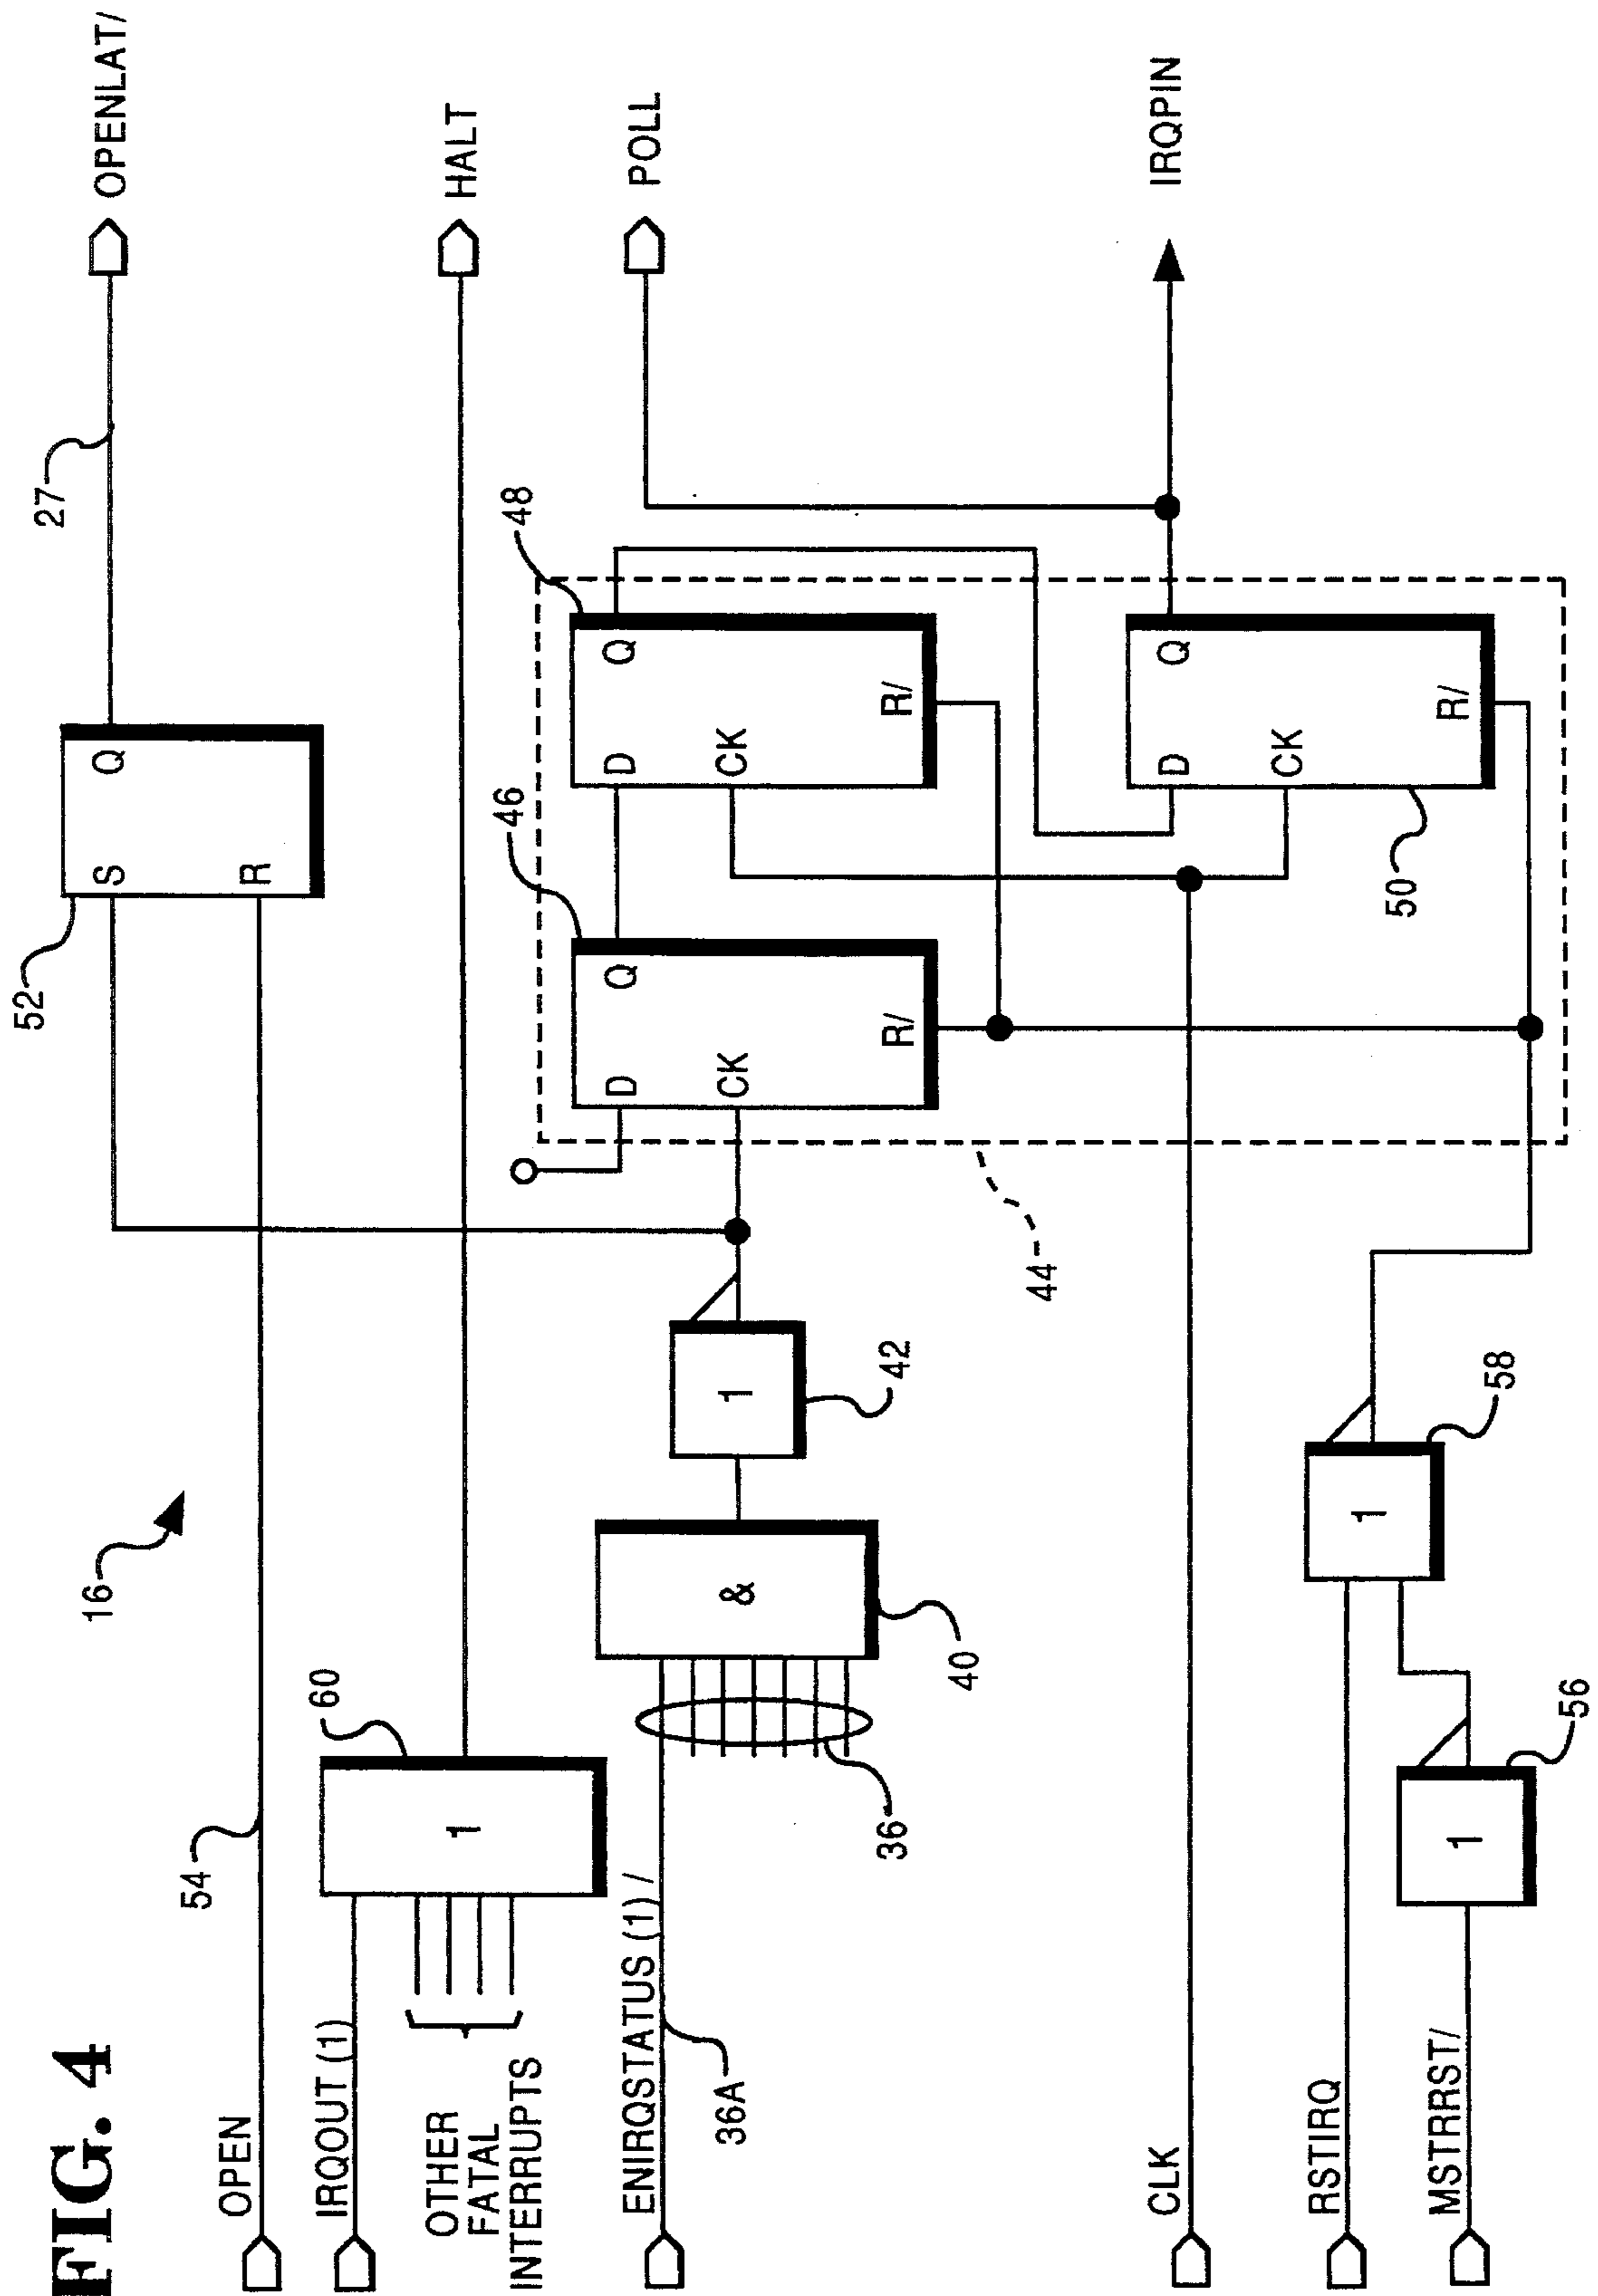 FIG. 4
16
OPEN
54
52
S
R
Q
27
OPENLAT/
IRQOUT (1)
OTHER
FATAL
INTERRUPTS
60
1
HALT
ENIRQSTATUS (1) /
36A
36
&
40
1
42
44
46
D
CK
Q
R/
48
D
CK
Q
R/
POLL
CLK
50
D
CK
Q
R/
IRQPIN
RSTIRQ
MSTRRST/
56
1
58
1